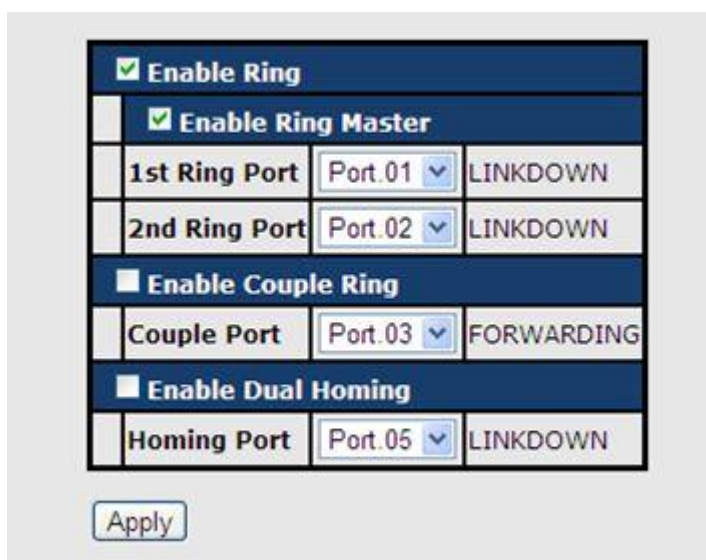 Enable Ring
Enable Ring Master
1st Ring Port Port.01 LINKDOWN
2nd Ring Port Port.02 LINKDOWN
Enable Couple Ring
Couple Port Port.03 FORWARDING
Enable Dual Homing
Homing Port Port.05 LINKDOWN
Apply